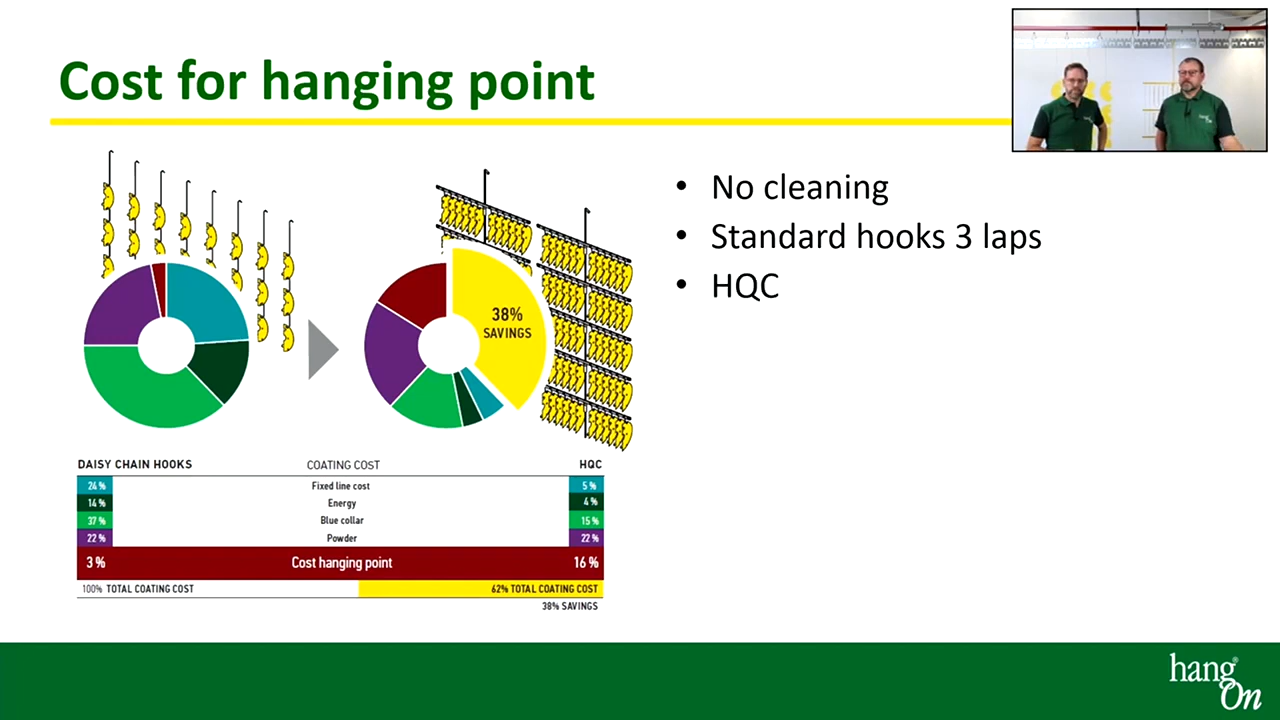 Cost for hanging point
• No cleaning
• Standard hooks 3 laps
• HQC
38%
SAVINGS
DAISY CHAIN HOOKS COATING COST HQC
24 % Fixed line cost 5 %
14 % Energy 4 %
37 % Blue collar 15 %
22 % Powder 22 %
3 % Cost hanging point 16 %
100% TOTAL COATING COST 62% TOTAL COATING COST
38% SAVINGS
hang
On
hang®
On